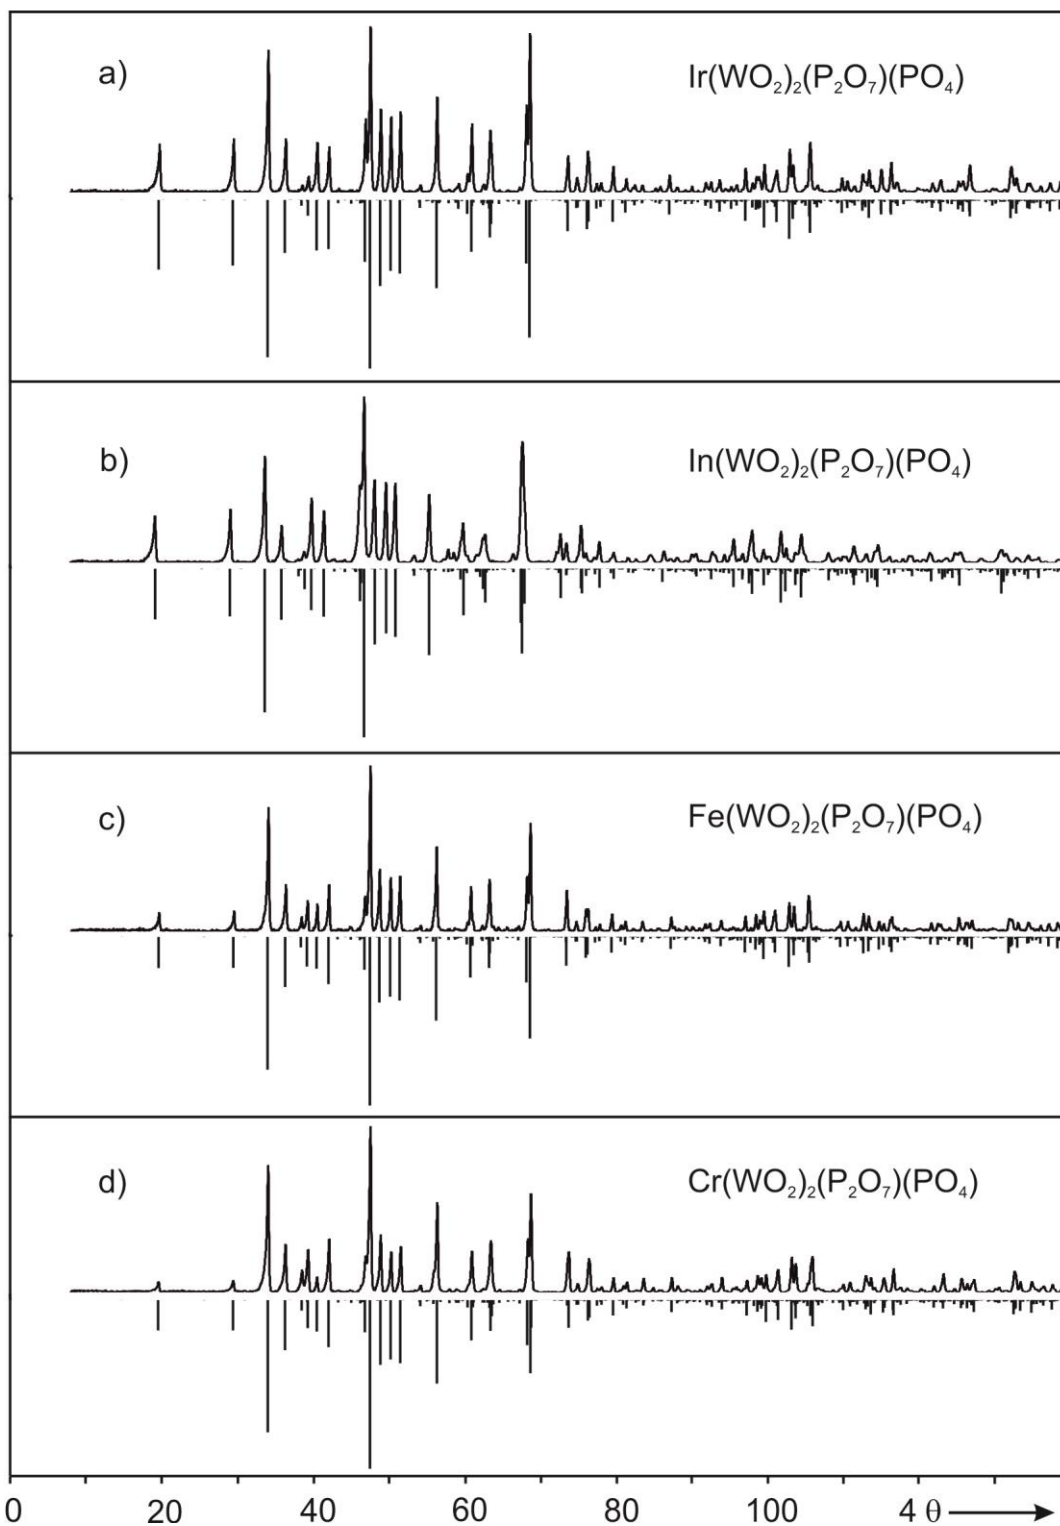 a) Ir(WO₂)₂(P₂O₇)(PO₄)
b) In(WO₂)₂(P₂O₇)(PO₄)
c) Fe(WO₂)₂(P₂O₇)(PO₄)
d) Cr(WO₂)₂(P₂O₇)(PO₄)
0 20 40 60 80 100 4 θ